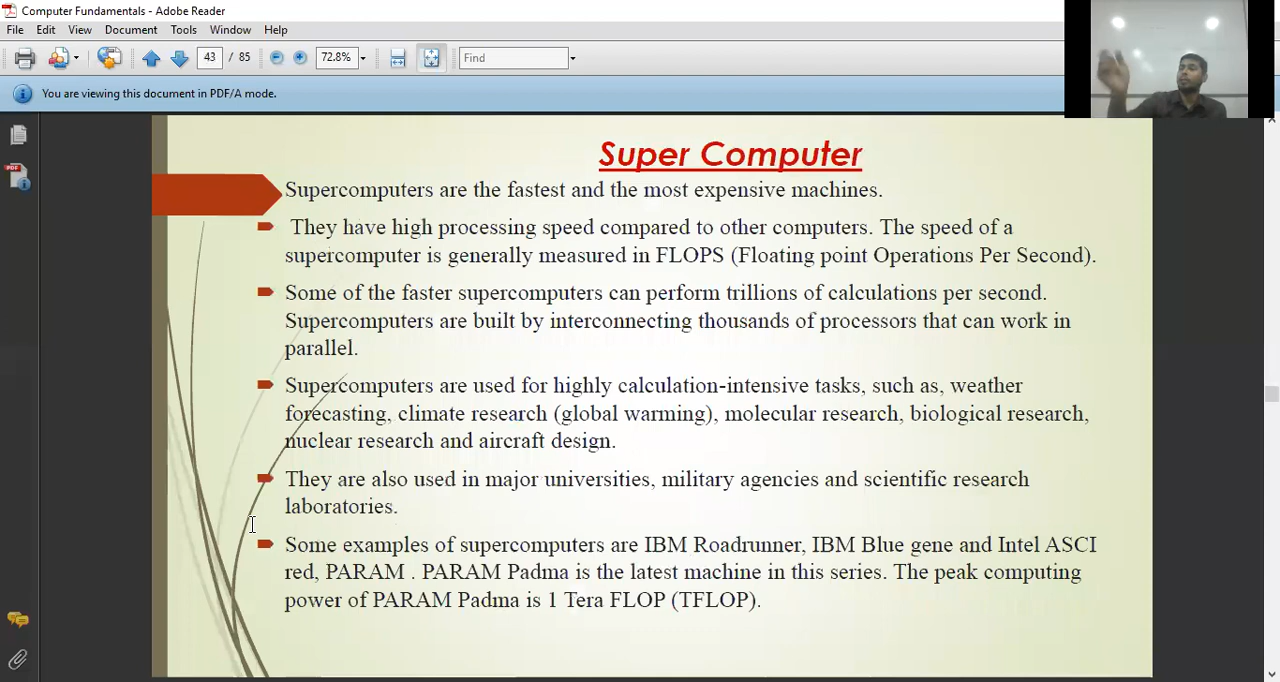 Computer Fundamentals - Adobe Reader
File Edit View Document Tools Window Help
43 / 85 72.8% Find
You are viewing this document in PDF/A mode.
Super Computer
Supercomputers are the fastest and the most expensive machines.
They have high processing speed compared to other computers. The speed of a
supercomputer is generally measured in FLOPS (Floating point Operations Per Second).
Some of the faster supercomputers can perform trillions of calculations per second.
Supercomputers are built by interconnecting thousands of processors that can work in
parallel.
Supercomputers are used for highly calculation-intensive tasks, such as, weather
forecasting, climate research (global warming), molecular research, biological research,
nuclear research and aircraft design.
They are also used in major universities, military agencies and scientific research
laboratories.
Some examples of supercomputers are IBM Roadrunner, IBM Blue gene and Intel ASCI
red, PARAM . PARAM Padma is the latest machine in this series. The peak computing
power of PARAM Padma is 1 Tera FLOP (TFLOP).